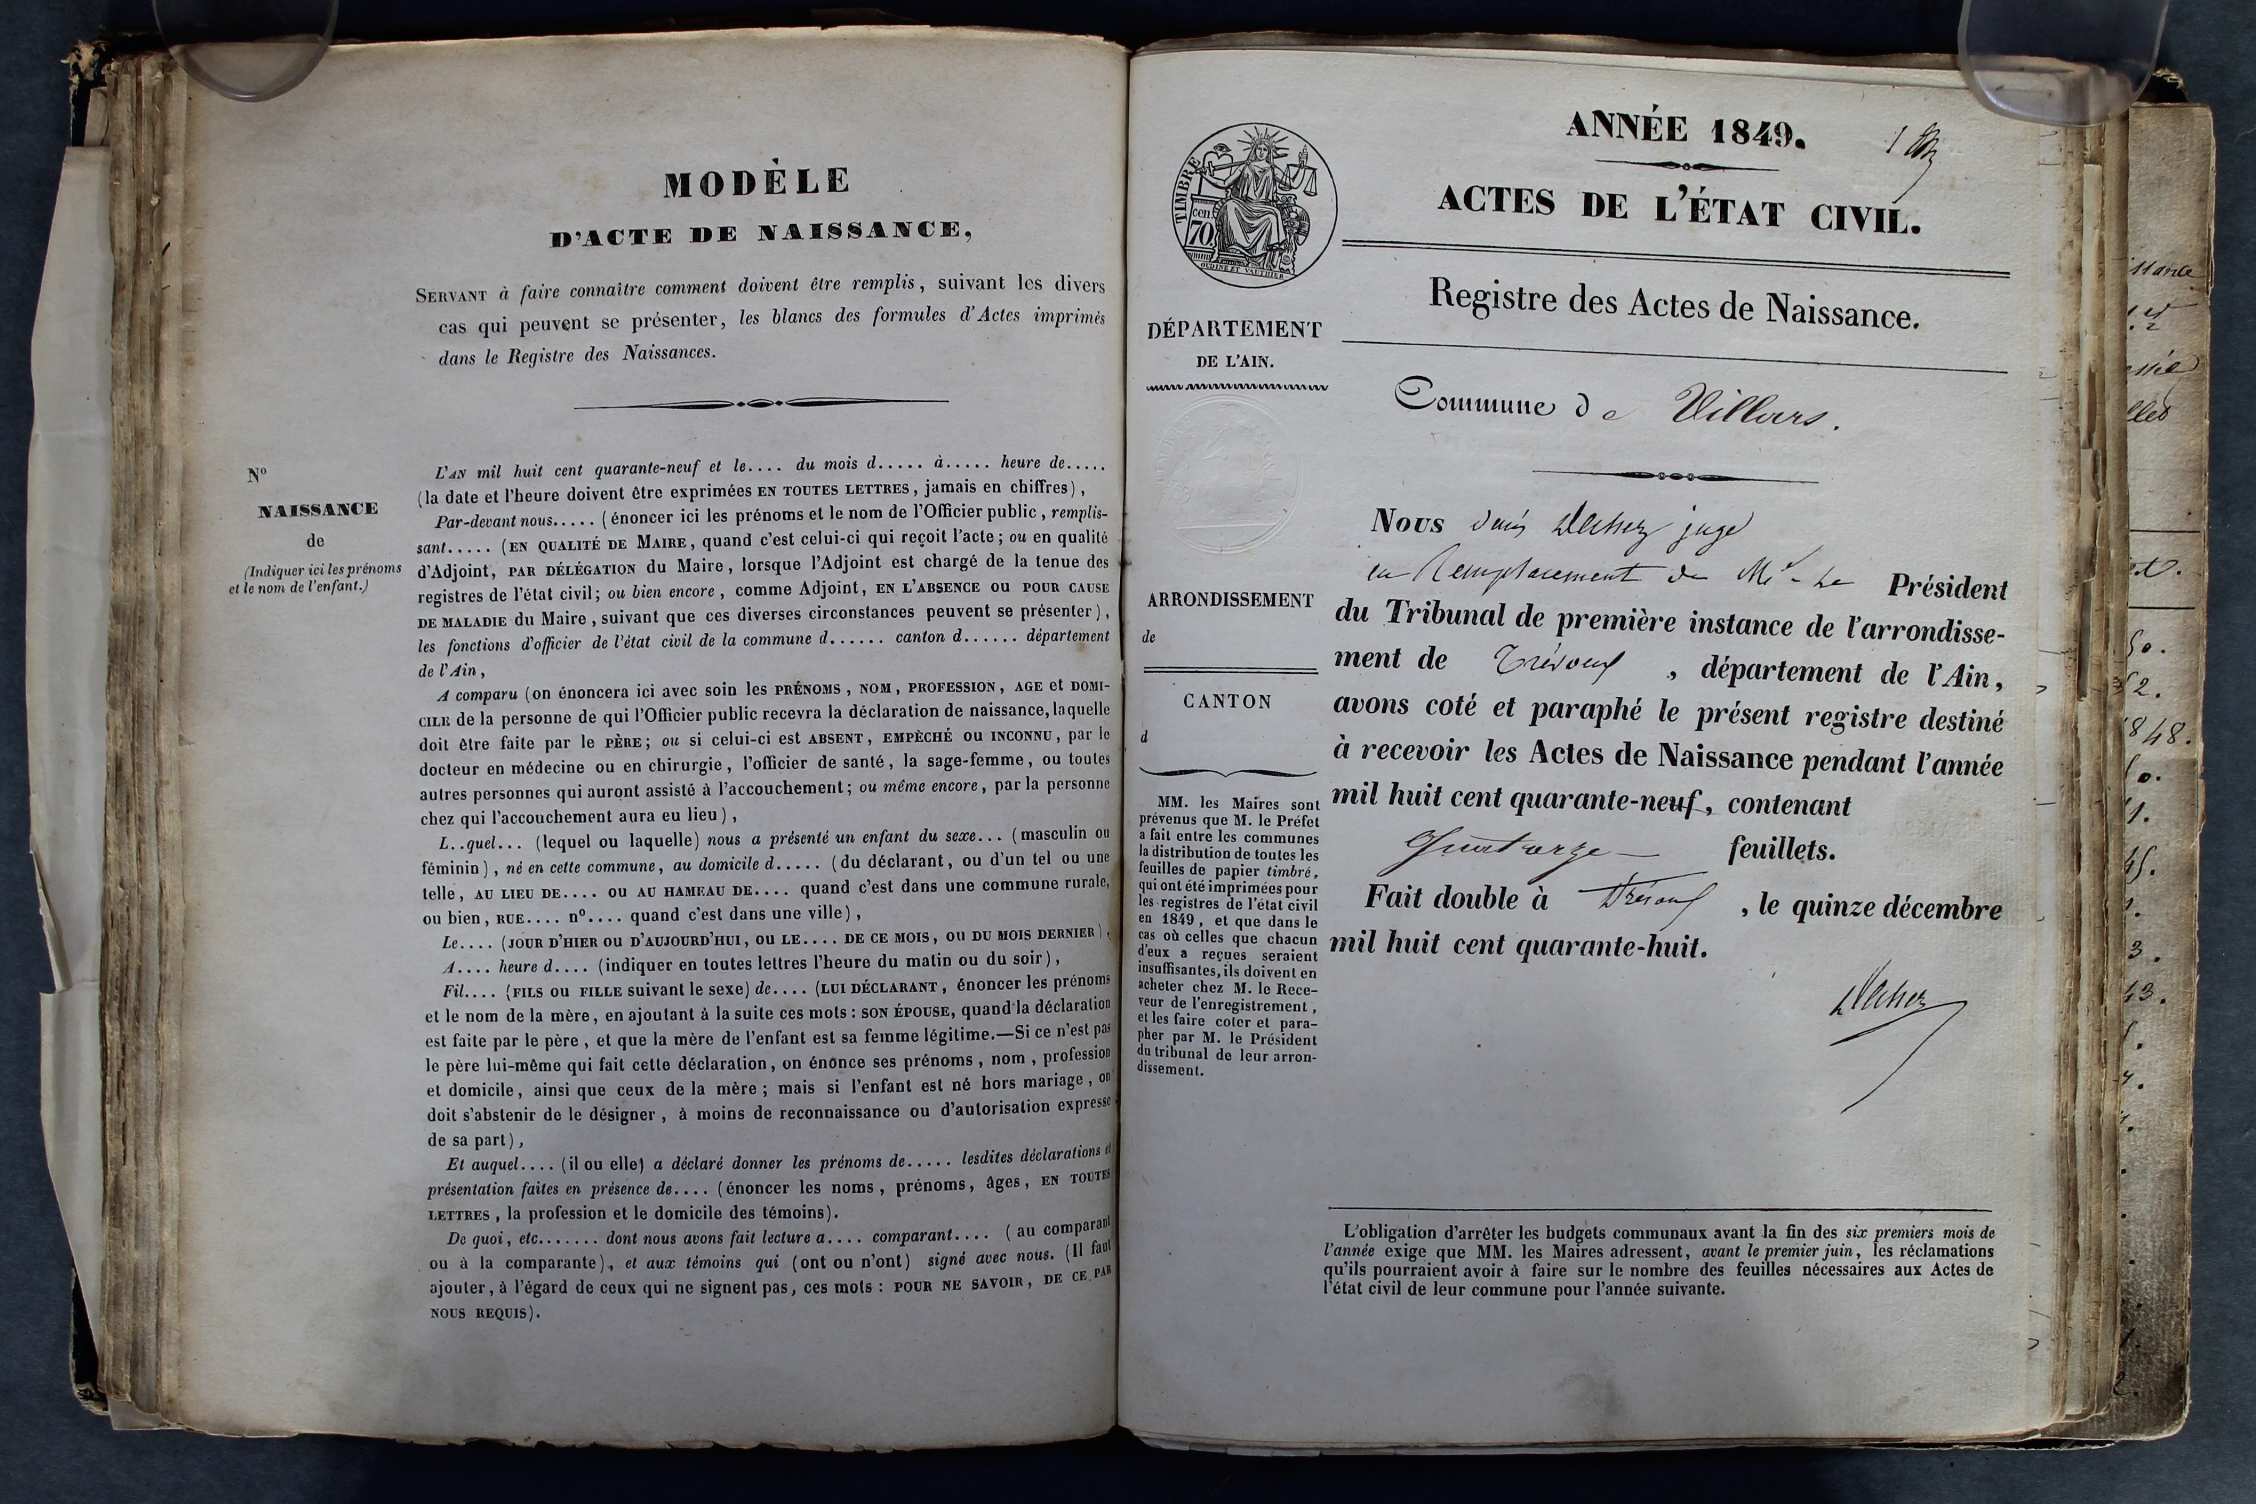 MODÈLE
D'ACTE DE NAISSANCE,
SERVANT à faire connaître comment doivent être remplis, suivant les divers
cas qui peuvent se présenter, les blancs des formules d'Actes imprimés
dans le Registre des Naissances.
N°
NAISSANCE
de
(Indiquer ici les prénoms
et le nom de l'enfant.)
L'AN mil huit cent quarante-neuf et le.... du mois d..... à..... heure de.....
(la date et l'heure doivent être exprimées EN TOUTES LETTRES, jamais en chiffres),
Par-devant nous..... (énoncer ici les prénoms et le nom de l'Officier public, remplis-
sant..... (EN QUALITÉ DE MAIRE, quand c'est celui-ci qui reçoit l'acte; ou en qualité
d'Adjoint, PAR DÉLÉGATION du Maire, lorsque l'Adjoint est chargé de la tenue des
registres de l'état civil; ou bien encore, comme Adjoint, EN L'ABSENCE OU POUR CAUSE
DE MALADIE du Maire, suivant que ces diverses circonstances peuvent se présenter),
les fonctions d'officier de l'état civil de la commune d...... canton d...... département
de l'Ain,
A comparu (on énoncera ici avec soin les PRÉNOMS, NOM, PROFESSION, AGE et DOMI-
CILE de la personne de qui l'Officier public recevra la déclaration de naissance, laquelle
doit être faite par le PÈRE; ou si celui-ci est ABSENT, EMPÈCHÉ OU INCONNU, par le
docteur en médecine ou en chirurgie, l'officier de santé, la sage-femme, ou toutes
autres personnes qui auront assisté à l'accouchement; ou même encore, par la personne
chez qui l'accouchement aura eu lieu),
L..quel... (lequel ou laquelle) nous a présenté un enfant du sexe... (masculin ou
féminin), né en cette commune, au domicile d..... (du déclarant, ou d'un tel ou une
telle, AU LIEU DE.... OU AU HAMEAU DE.... quand c'est dans une commune rurale,
ou bien, RUE.... n°.... quand c'est dans une ville),
Le.... (JOUR D'HIER OU D'AUJOURD'HUI, OU LE.... DE CE MOIS, OU DU MOIS DERNIER),
A.... heure d.... (indiquer en toutes lettres l'heure du matin ou du soir),
Fil.... (FILS OU FILLE suivant le sexe) de.... (LUI DÉCLARANT, énoncer les prénoms
et le nom de la mère, en ajoutant à la suite ces mots : SON ÉPOUSE, quand la déclaration
est faite par le père, et que la mère de l'enfant est sa femme légitime.—Si ce n'est pas
le père lui-même qui fait cette déclaration, on énonce ses prénoms, nom, profession
et domicile, ainsi que ceux de la mère; mais si l'enfant est né hors mariage, on
doit s'abstenir de le désigner, à moins de reconnaissance ou d'autorisation expresse
de sa part),
Et auquel.... (il ou elle) a déclaré donner les prénoms de..... lesdites déclarations et
présentation faites en présence de.... (énoncer les noms, prénoms, âges, EN TOUTES
LETTRES, la profession et le domicile des témoins).
De quoi, etc....... dont nous avons fait lecture a.... comparant.... (au comparant
ou à la comparante), et aux témoins qui (ont ou n'ont) signé avec nous. (Il faut
ajouter, à l'égard de ceux qui ne signent pas, ces mots : POUR NE SAVOIR, DE CE PAR
NOUS REQUIS).
ANNÉE 1849.
1
ACTES DE L'ÉTAT CIVIL.
TIMBRE
70 cen.
OUDINÉ ET VAUTHIER
Registre des Actes de Naissance.
DÉPARTEMENT
DE L'AIN.
Commune de Villars.
ARRONDISSEMENT
de
CANTON
d
MM. les Maires sont
prévenus que M. le Préfet
a fait entre les communes
la distribution de toutes les
feuilles de papier timbré,
qui ont été imprimées pour
les registres de l'état civil
en 1849, et que dans le
cas où celles que chacun
d'eux a reçues seraient
insuffisantes, ils doivent en
acheter chez M. le Rece-
veur de l'enregistrement,
et les faire coter et para-
pher par M. le Président
du tribunal de leur arron-
dissement.
Nous juge
en Remplacement de Mr Le Président
du Tribunal de première instance de l'arrondisse-
ment de Trévoux, département de l'Ain,
avons coté et paraphé le présent registre destiné
à recevoir les Actes de Naissance pendant l'année
mil huit cent quarante-neuf, contenant
Quatorze feuillets.
Fait double à Trévoux, le quinze décembre
mil huit cent quarante-huit.
L'obligation d'arrêter les budgets communaux avant la fin des six premiers mois de
l'année exige que MM. les Maires adressent, avant le premier juin, les réclamations
qu'ils pourraient avoir à faire sur le nombre des feuilles nécessaires aux Actes de
l'état civil de leur commune pour l'année suivante.